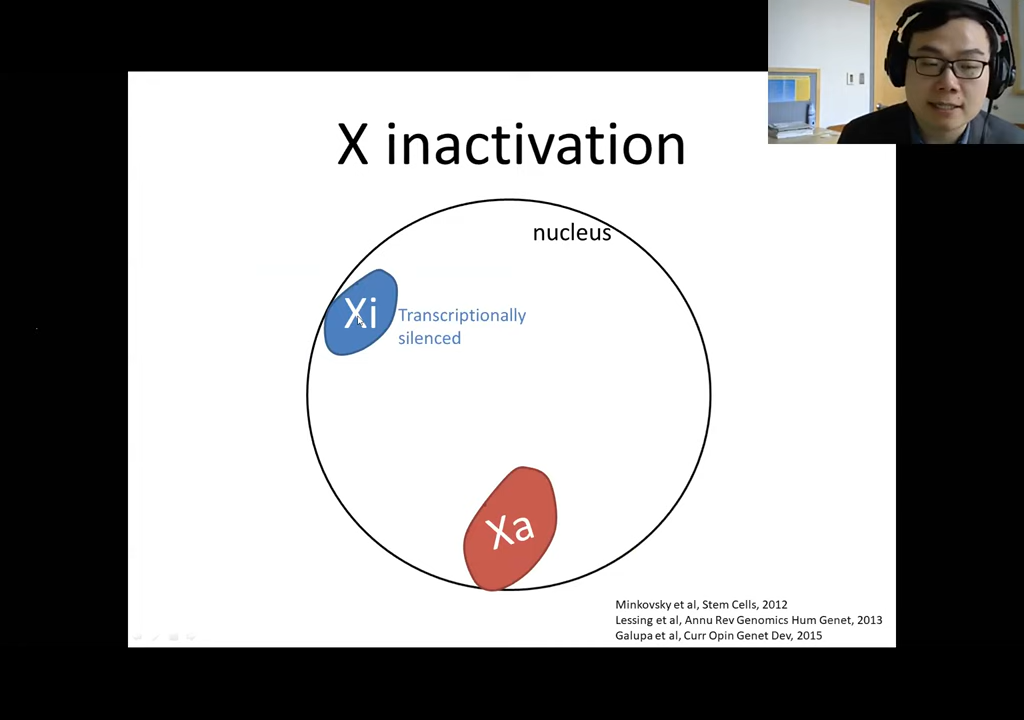 X inactivation
nucleus
Xi
Transcriptionally
silenced
Xa
Minkovsky et al, Stem Cells, 2012
Lessing et al, Annu Rev Genomics Hum Genet, 2013
Galupa et al, Curr Opin Genet Dev, 2015